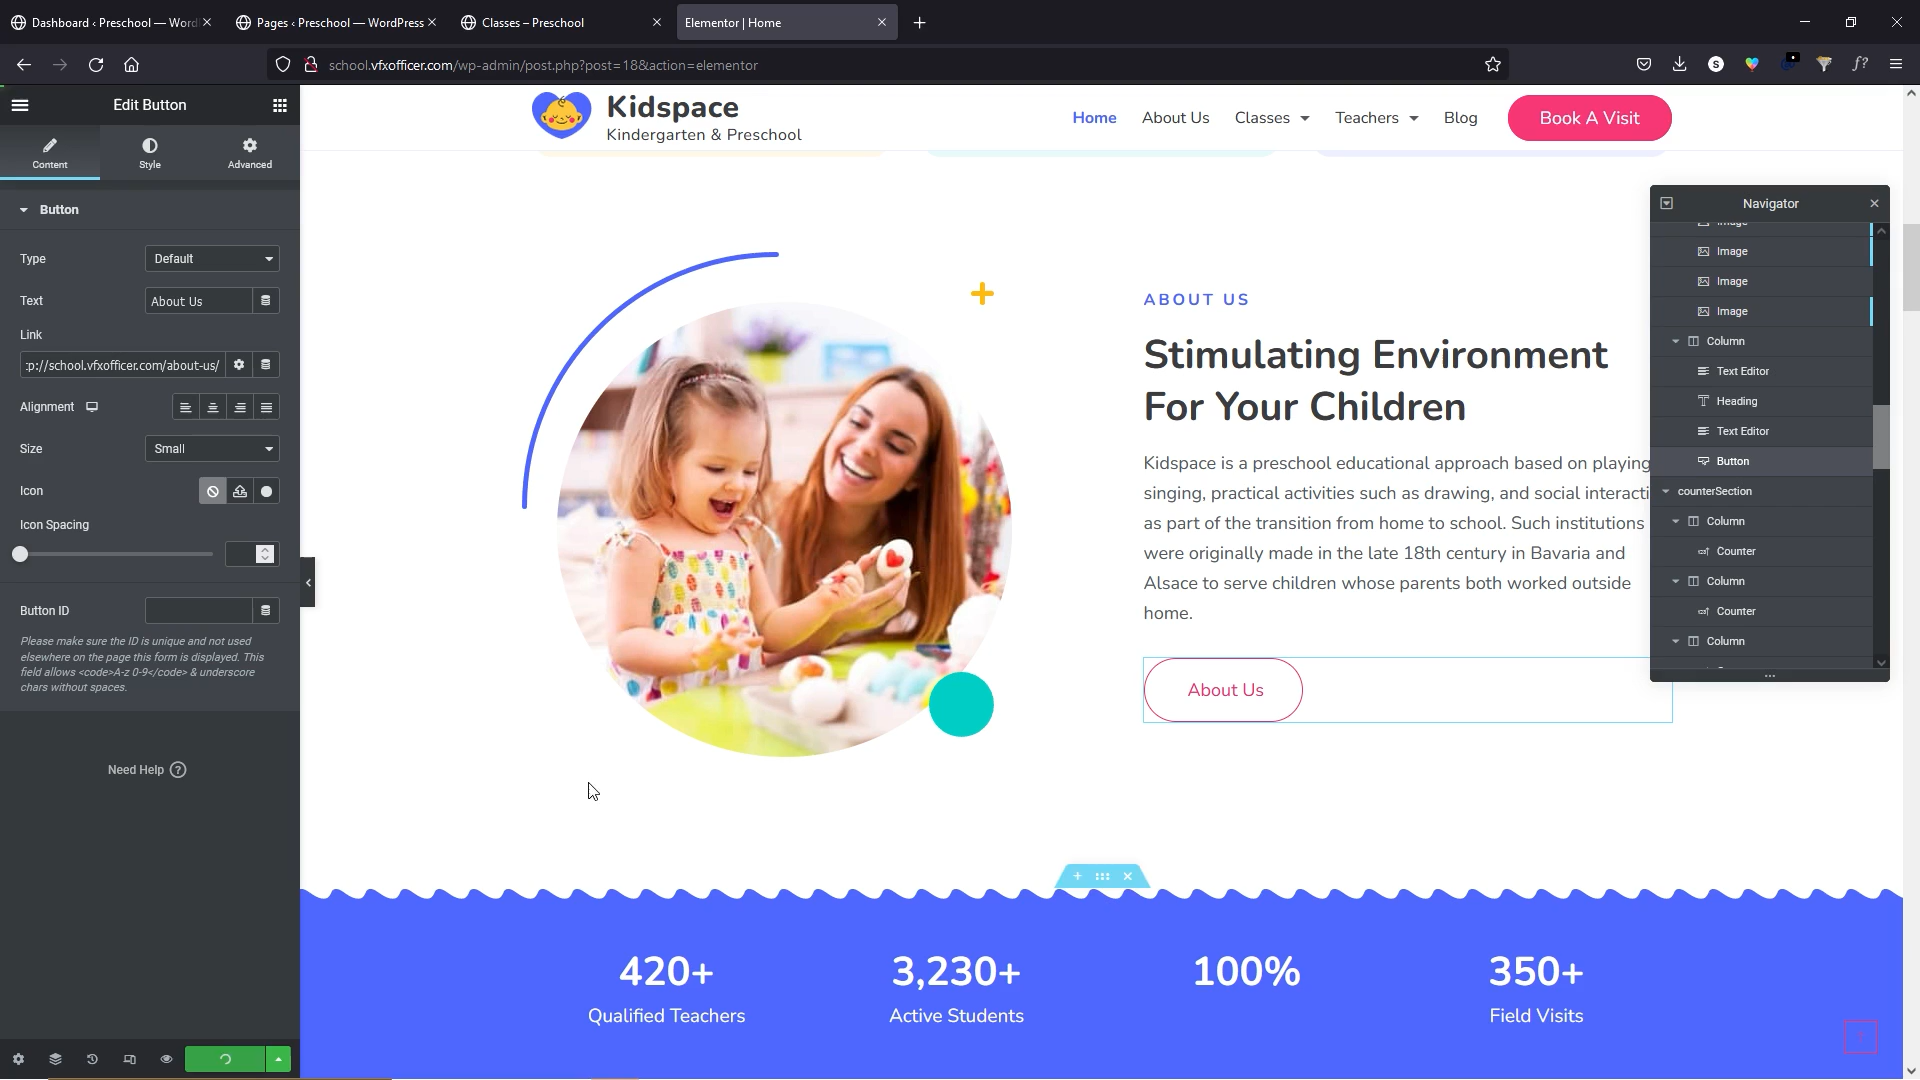 Dashboard ‹ Preschool — Word
Pages ‹ Preschool — WordPress
Classes – Preschool
Elementor | Home
school.vfxofficer.com/wp-admin/post.php?post=18&action=elementor
Edit Button
Content
Style
Advanced
Button
Type
Default
Text
About Us
Link
p://school.vfxofficer.com/about-us/
Alignment
Size
Small
Icon
Icon Spacing
Button ID
Please make sure the ID is unique and not used
elsewhere on the page this form is displayed. This
field allows <code>A-z 0-9</code> & underscore
chars without spaces.
Need Help ?
Kidspace
Kindergarten & Preschool
Home
About Us
Classes
Teachers
Blog
Book A Visit
ABOUT US
Stimulating Environment
For Your Children
Kidspace is a preschool educational approach based on playing
singing, practical activities such as drawing, and social interacti
as part of the transition from home to school. Such institutions
were originally made in the late 18th century in Bavaria and
Alsace to serve children whose parents both worked outside
home.
About Us
420+
Qualified Teachers
3,230+
Active Students
100%
350+
Field Visits
Navigator
Image
Image
Image
Image
Column
Text Editor
Heading
Text Editor
Button
counterSection
Column
Counter
Column
Counter
Column